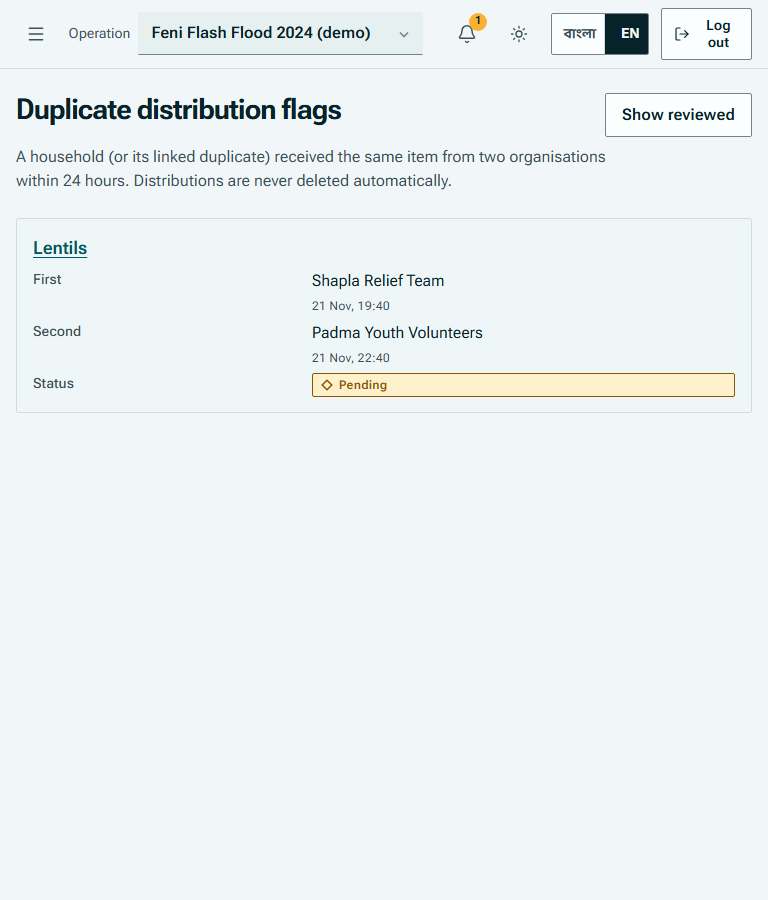 Operation
Feni Flash Flood 2024 (demo)
1
বাংলা
EN
Log out
Duplicate distribution flags
Show reviewed
A household (or its linked duplicate) received the same item from two organisations
within 24 hours. Distributions are never deleted automatically.
Lentils
First
Shapla Relief Team
21 Nov, 19:40
Second
Padma Youth Volunteers
21 Nov, 22:40
Status
Pending